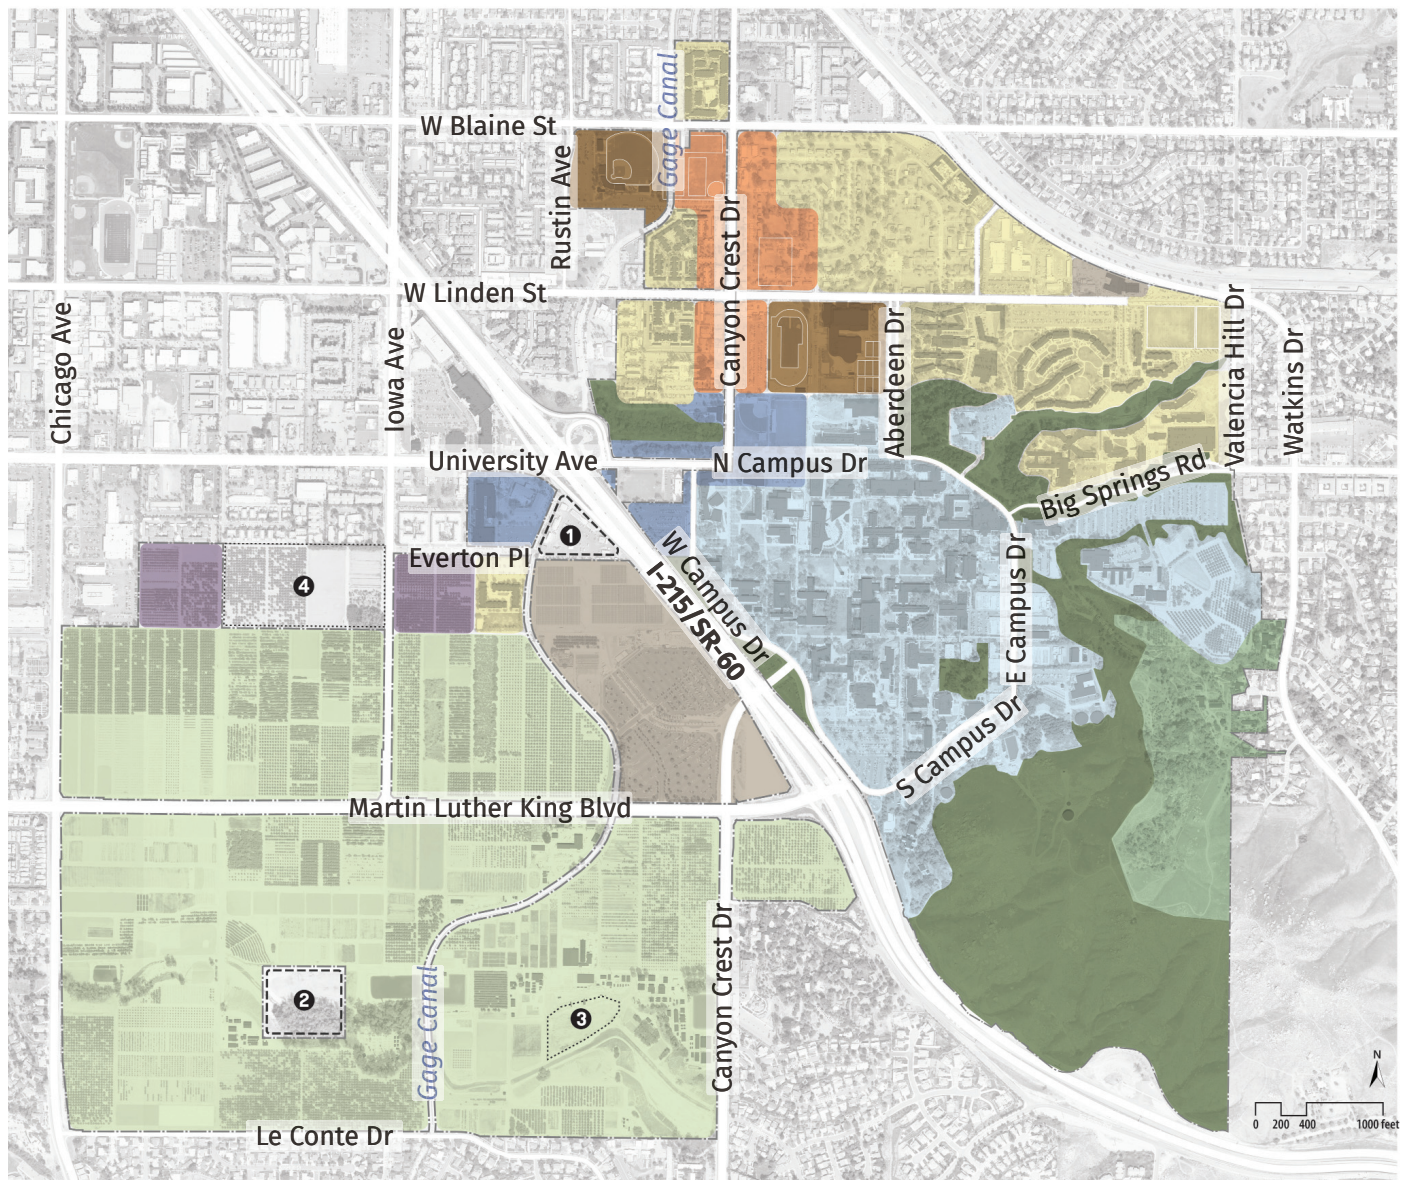 Gage Canal
W Blaine St
Rustin Ave
Canyon Crest Dr
W Linden St
Chicago Ave
Iowa Ave
Aberdeen Dr
Valencia Hill Dr
Watkins Dr
University Ave
N Campus Dr
Big Springs Rd
1
Everton Pl
W Campus Dr
I-215/SR-60
E Campus Dr
4
S Campus Dr
Martin Luther King Blvd
2
3
Gage Canal
Canyon Crest Dr
Le Conte Dr
N
0 200 400 1000 feet